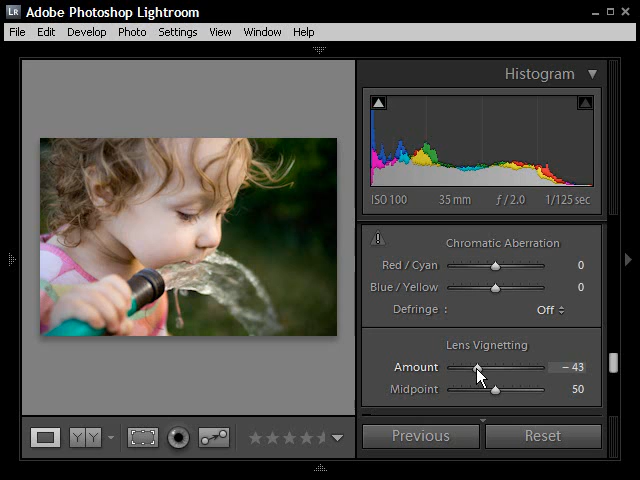 LR Adobe Photoshop Lightroom
File Edit Develop Photo Settings View Window Help
Histogram
ISO 100 35 mm ƒ / 2.0 1/125 sec
Chromatic Aberration
Red / Cyan 0
Blue / Yellow 0
Defringe : Off
Lens Vignetting
Amount – 43
Midpoint 50
Y Y
Previous Reset